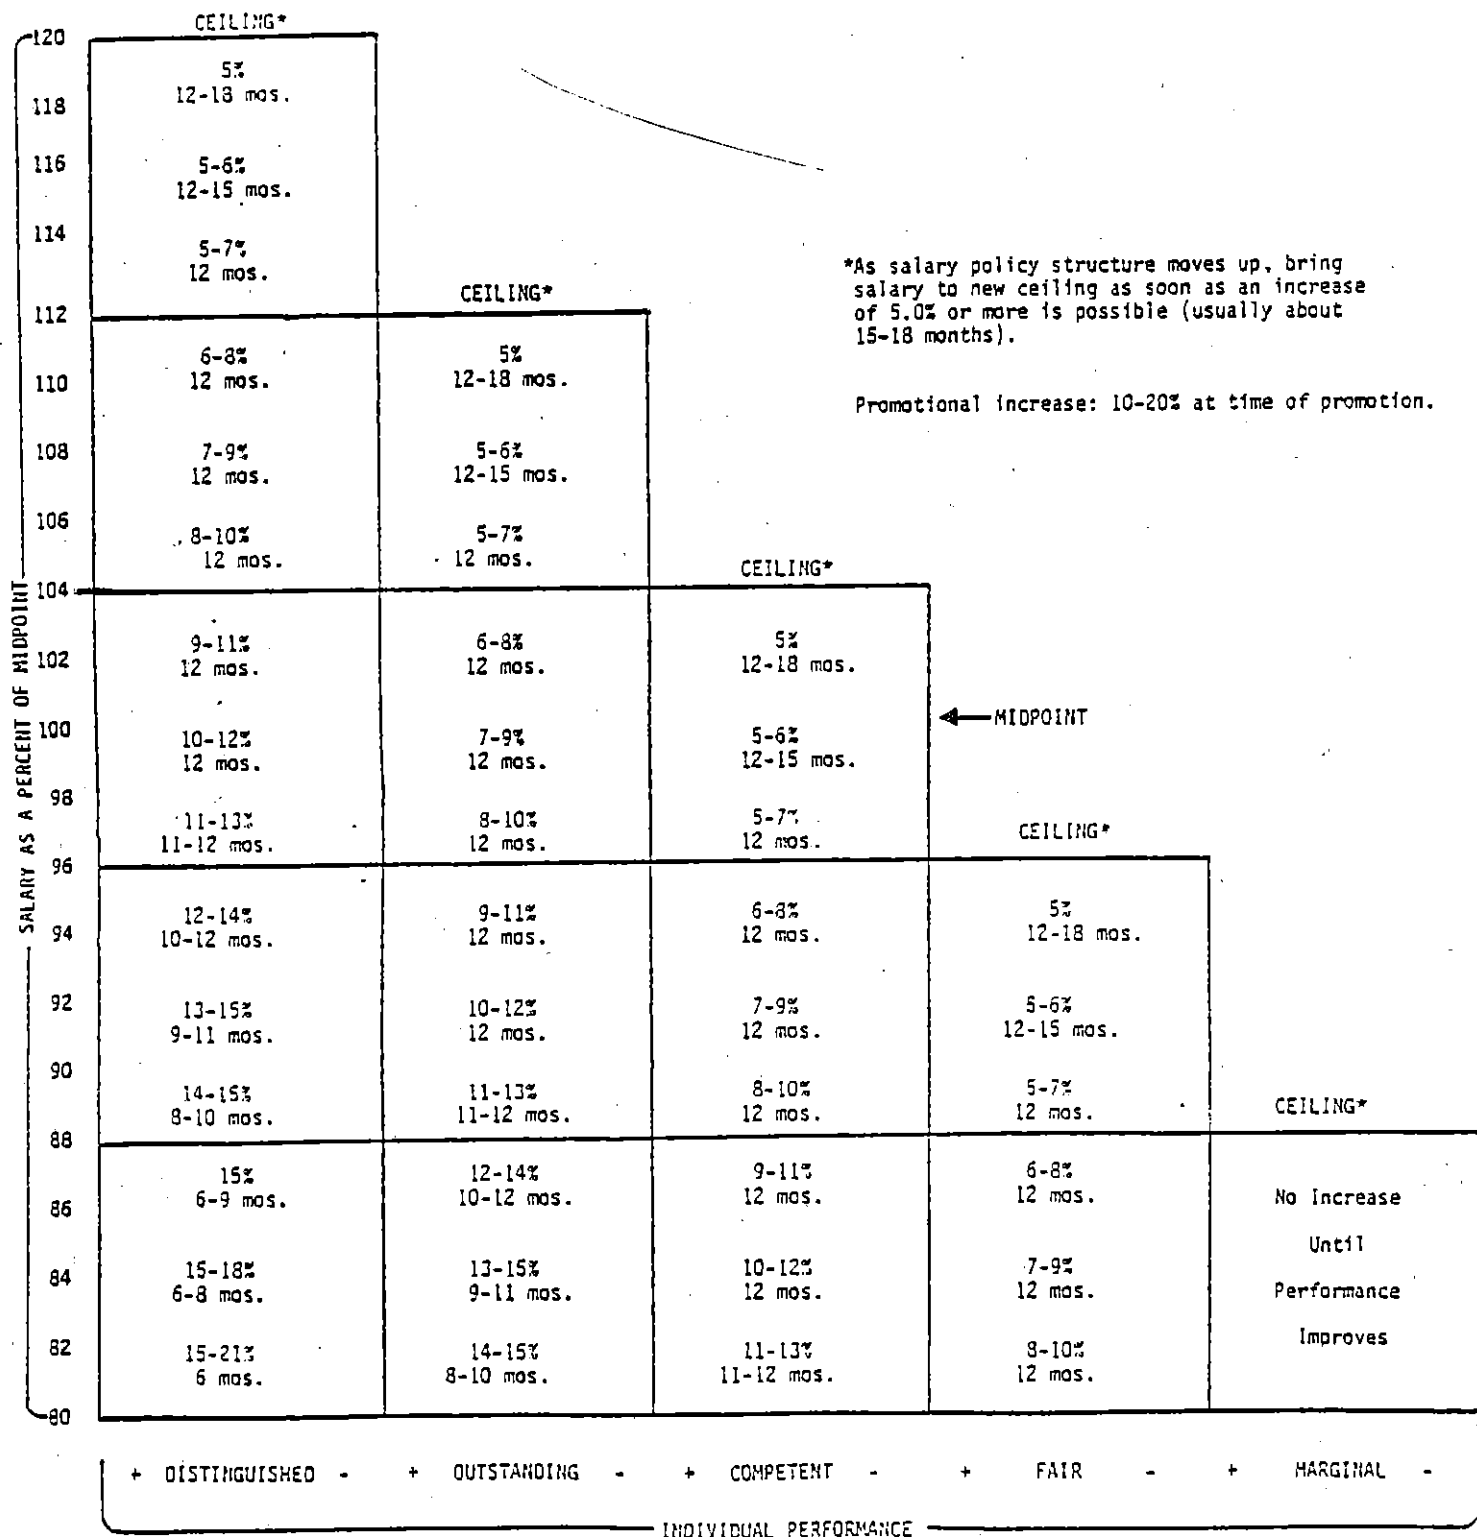 CEILING*
120
5%
12-18 mos.
118
116
5-6%
12-15 mos.
114
5-7%
12 mos.
*As salary policy structure moves up, bring
salary to new ceiling as soon as an increase
of 5.0% or more is possible (usually about
15-18 months).
CEILING*
112
6-8% 5%
110 12 mos. 12-18 mos.
Promotional increase: 10-20% at time of promotion.
108 7-9% 5-6%
12 mos. 12-15 mos.
106
8-10% 5-7%
12 mos. 12 mos.
CEILING*
104
9-11% 6-8% 5%
102 12 mos. 12 mos. 12-18 mos.
MIDPOINT
100
10-12% 7-9% 5-6%
12 mos. 12 mos. 12-15 mos.
98
11-13% 8-10% 5-7%
11-12 mos. 12 mos. 12 mos.
CEILING*
96
12-14% 9-11% 6-8% 5%
94 10-12 mos. 12 mos. 12 mos. 12-18 mos.
92
13-15% 10-12% 7-9% 5-6%
9-11 mos. 12 mos. 12 mos. 12-15 mos.
90
14-15% 11-13% 8-10% 5-7%
8-10 mos. 11-12 mos. 12 mos. 12 mos.
CEILING*
88
15% 12-14% 9-11% 6-8%
6-9 mos. 10-12 mos. 12 mos. 12 mos.
86
No Increase
Until
Performance
Improves
84
15-18% 13-15% 10-12% 7-9%
6-8 mos. 9-11 mos. 12 mos. 12 mos.
82
15-21% 14-15% 11-13% 8-10%
6 mos. 8-10 mos. 11-12 mos. 12 mos.
80
SALARY AS A PERCENT OF MIDPOINT
+ DISTINGUISHED - + OUTSTANDING - + COMPETENT - + FAIR - + MARGINAL -
INDIVIDUAL PERFORMANCE